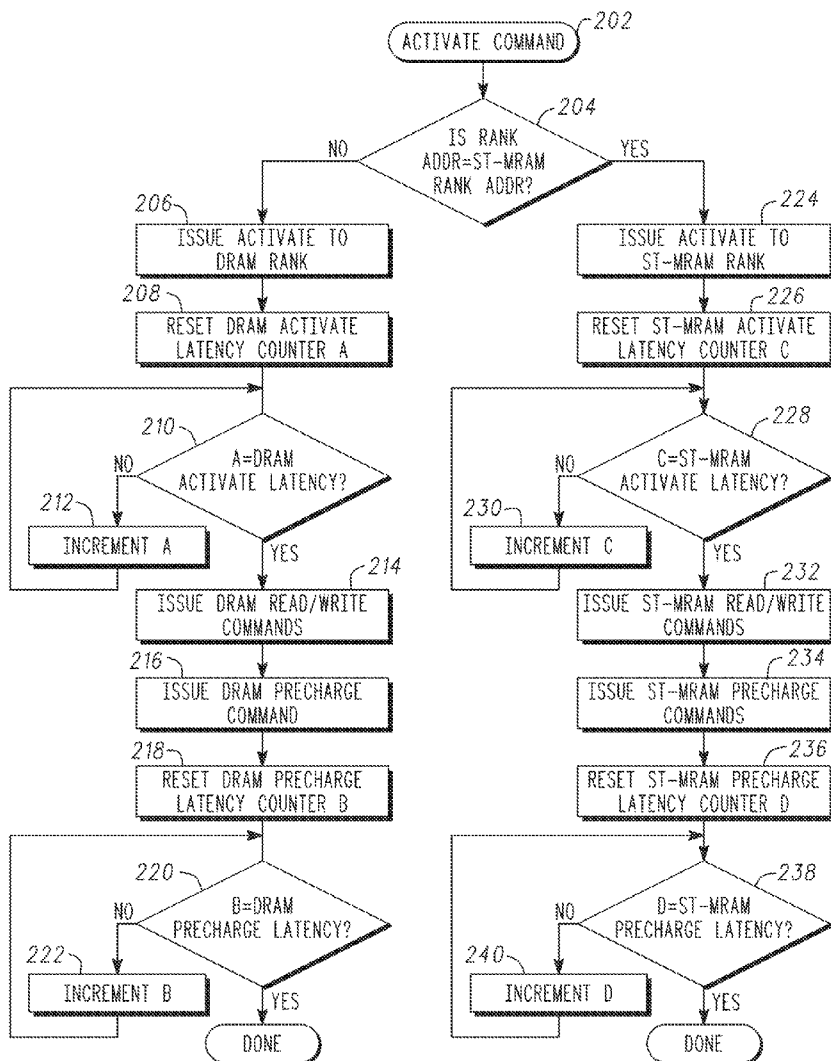 202
ACTIVATE COMMAND
204
IS RANK
ADDR=ST-MRAM
RANK ADDR?
NO
YES
206
ISSUE ACTIVATE TO
DRAM RANK
208
RESET DRAM ACTIVATE
LATENCY COUNTER A
210
A=DRAM
ACTIVATE LATENCY?
NO
212
INCREMENT A
YES
214
ISSUE DRAM READ/WRITE
COMMANDS
216
ISSUE DRAM PRECHARGE
COMMAND
218
RESET DRAM PRECHARGE
LATENCY COUNTER B
220
B=DRAM
PRECHARGE LATENCY?
NO
222
INCREMENT B
YES
DONE
224
ISSUE ACTIVATE TO
ST-MRAM RANK
226
RESET ST-MRAM ACTIVATE
LATENCY COUNTER C
228
C=ST-MRAM
ACTIVATE LATENCY?
NO
230
INCREMENT C
YES
232
ISSUE ST-MRAM READ/WRITE
COMMANDS
234
ISSUE ST-MRAM PRECHARGE
COMMANDS
236
RESET ST-MRAM PRECHARGE
LATENCY COUNTER D
238
D=ST-MRAM
PRECHARGE LATENCY?
NO
240
INCREMENT D
YES
DONE